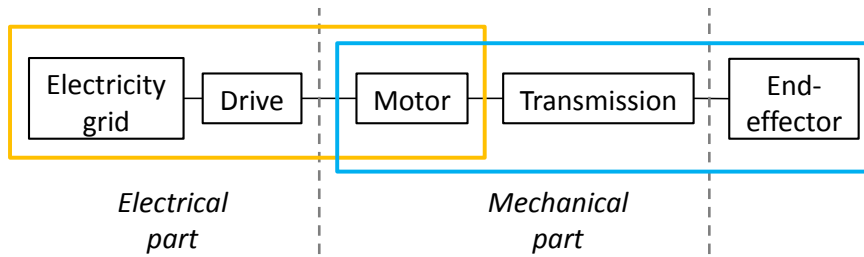 Electricity
grid
Drive
Motor
Transmission
End-
effector
Electrical
part
Mechanical
part